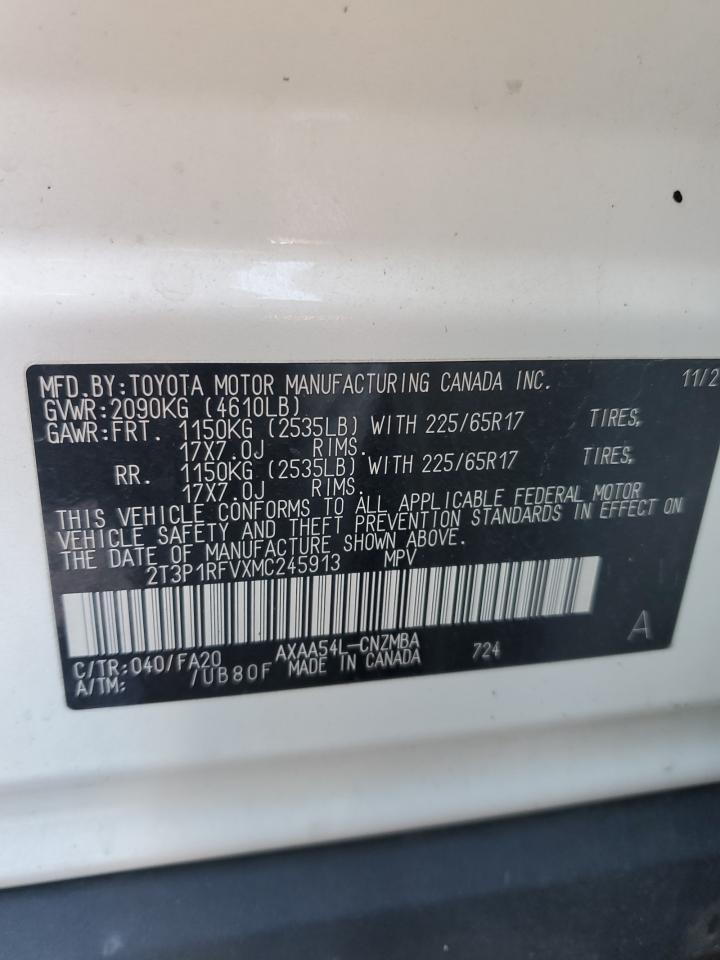 MFD.BY:TOYOTA MOTOR MANUFACTURING CANADA INC. 11/2
GVWR:2090KG (4610LB)
GAWR:FRT. 1150KG (2535LB) WITH 225/65R17 TIRES,
17X7.0J RIMS.
RR. 1150KG (2535LB) WITH 225/65R17 TIRES,
17X7.0J RIMS.
THIS VEHICLE CONFORMS TO ALL APPLICABLE FEDERAL MOTOR
VEHICLE SAFETY AND THEFT PREVENTION STANDARDS IN EFFECT ON
THE DATE OF MANUFACTURE SHOWN ABOVE.
2T3P1RFVXMC245913 MPV
C/TR:040/FA20 AXAA54L-CNZMBA 724 A
A/TM: /UB80F MADE IN CANADA